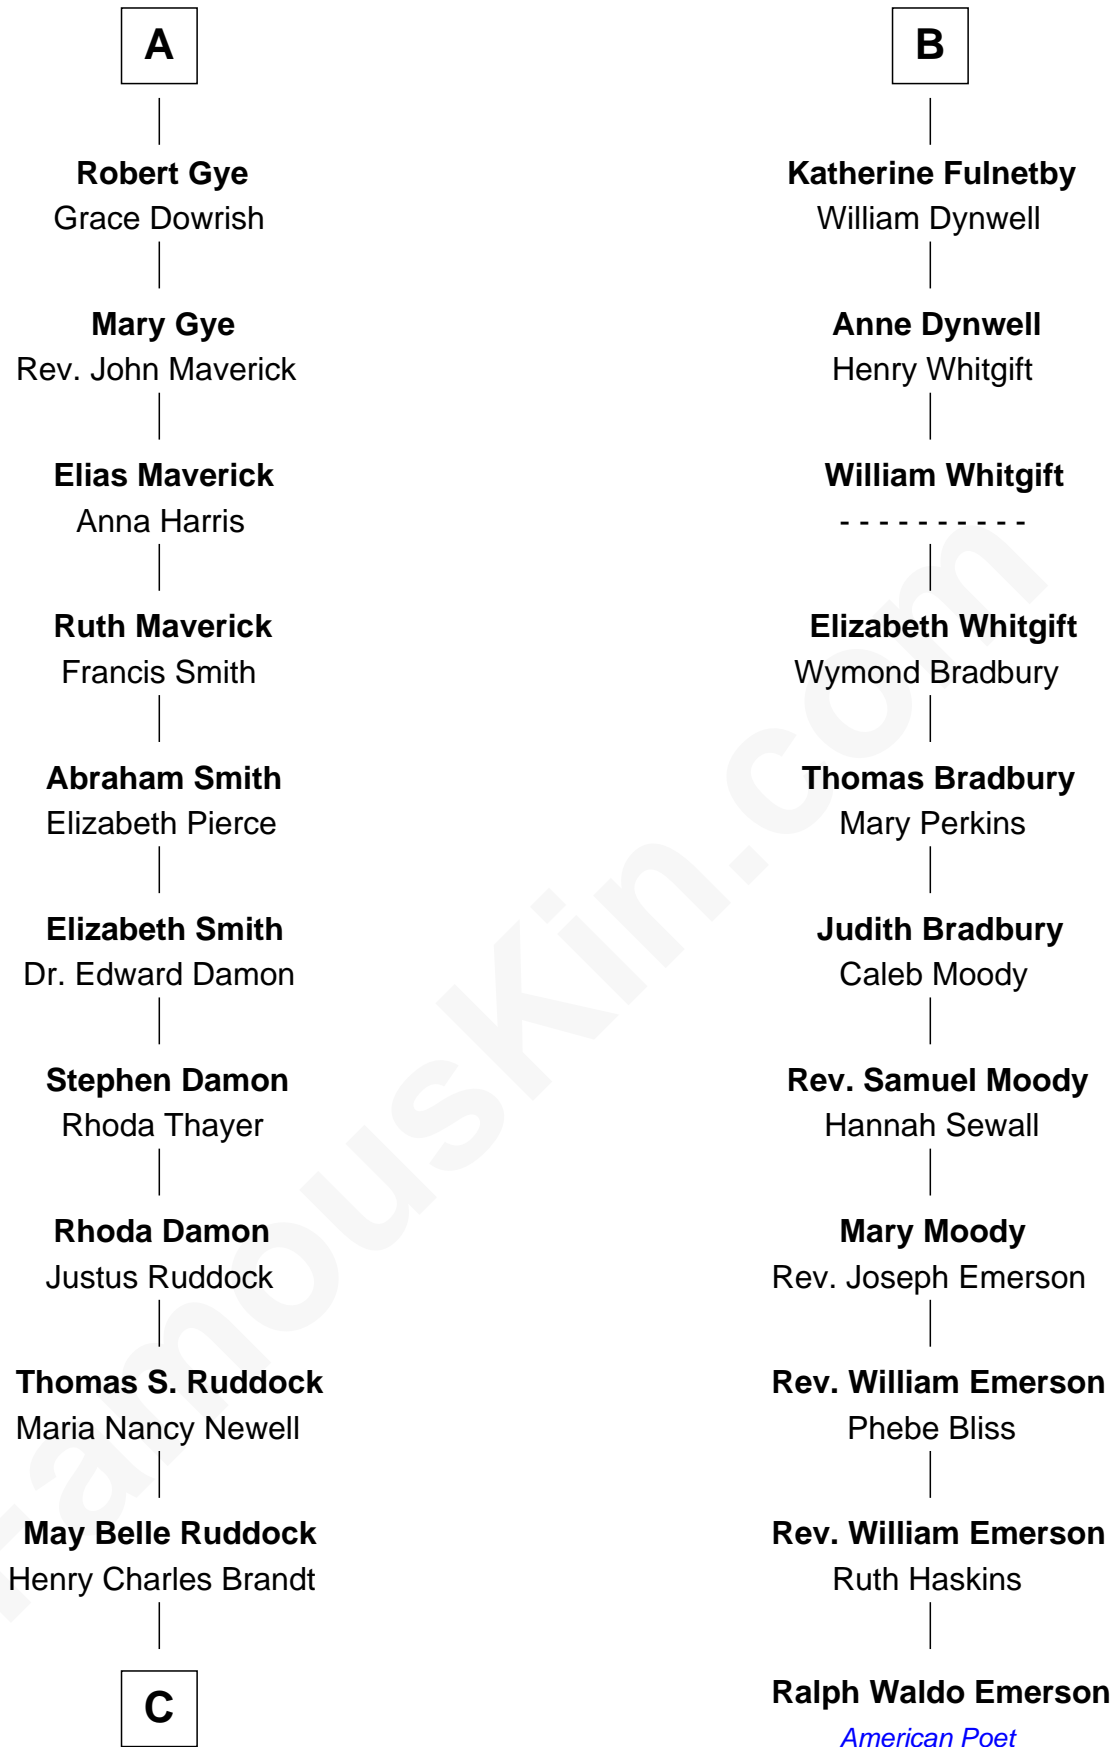 A
Robert Gye
Grace Dowrish
Mary Gye
Rev. John Maverick
Elias Maverick
Anna Harris
Ruth Maverick
Francis Smith
Abraham Smith
Elizabeth Pierce
Elizabeth Smith
Dr. Edward Damon
Stephen Damon
Rhoda Thayer
Rhoda Damon
Justus Ruddock
Thomas S. Ruddock
Maria Nancy Newell
May Belle Ruddock
Henry Charles Brandt
C
B
Katherine Fulnetby
William Dynwell
Anne Dynwell
Henry Whitgift
William Whitgift
- - - - - - - - - -
Elizabeth Whitgift
Wymond Bradbury
Thomas Bradbury
Mary Perkins
Judith Bradbury
Caleb Moody
Rev. Samuel Moody
Hannah Sewall
Mary Moody
Rev. Joseph Emerson
Rev. William Emerson
Phebe Bliss
Rev. William Emerson
Ruth Haskins
Ralph Waldo Emerson
American Poet
FamousKin.com